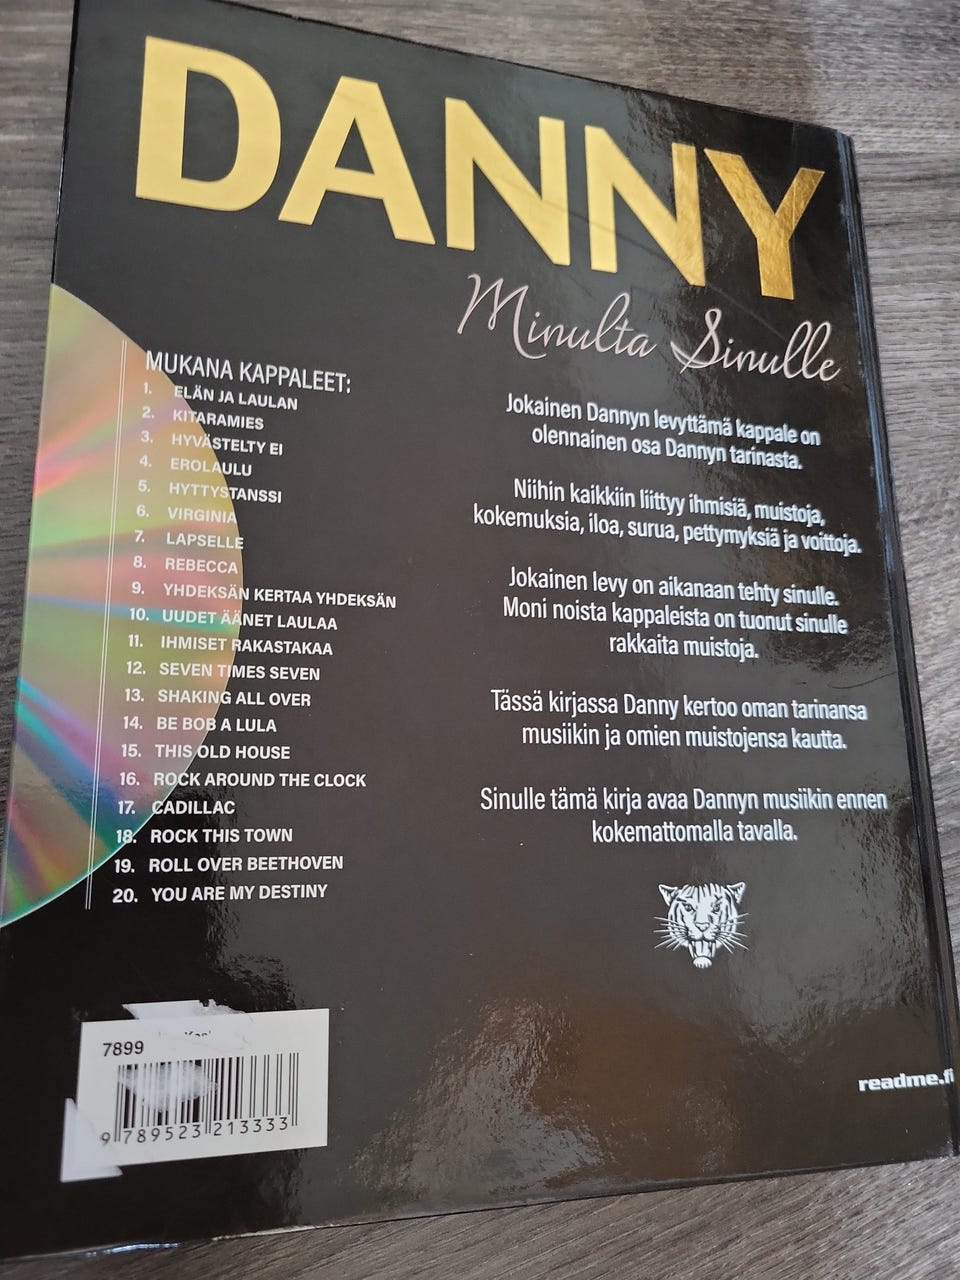 DANNY
Minulta Sinulle
MUKANA KAPPALEET:
1. ELÄN JA LAULAN
2. KITARAMIES
3. HYVÄSTELTY EI
4. EROLAULU
5. HYTTYSTANSSI
6. VIRGINIA
7. LAPSELLE
8. REBECCA
9. YHDEKSÄN KERTAA YHDEKSÄN
10. UUDET ÄÄNET LAULAA
11. IHMISET RAKASTAKAA
12. SEVEN TIMES SEVEN
13. SHAKING ALL OVER
14. BE BOB A LULA
15. THIS OLD HOUSE
16. ROCK AROUND THE CLOCK
17. CADILLAC
18. ROCK THIS TOWN
19. ROLL OVER BEETHOVEN
20. YOU ARE MY DESTINY
Jokainen Dannyn levyttämä kappale on
olennainen osa Dannyn tarinasta.
Niihin kaikkiin liittyy ihmisiä, muistoja,
kokemuksia, iloa, surua, pettymyksiä ja voittoja.
Jokainen levy on aikanaan tehty sinulle.
Moni noista kappaleista on tuonut sinulle
rakkaita muistoja.
Tässä kirjassa Danny kertoo oman tarinansa
musiikin ja omien muistojensa kautta.
Sinulle tämä kirja avaa Dannyn musiikin ennen
kokemattomalla tavalla.
7899
9 789523 213333
readme.fi